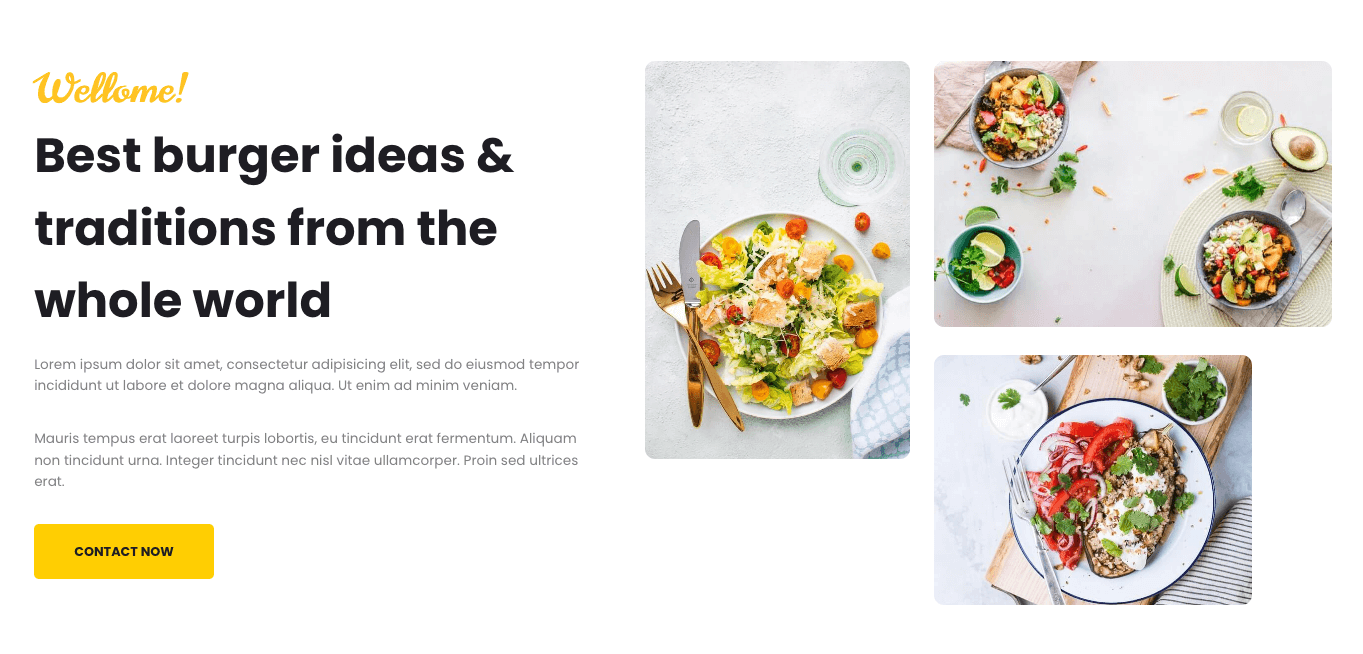 Wellome!
Best burger ideas &
traditions from the
whole world
Lorem ipsum dolor sit amet, consectetur adipisicing elit, sed do eiusmod tempor
incididunt ut labore et dolore magna aliqua. Ut enim ad minim veniam.
Mauris tempus erat laoreet turpis lobortis, eu tincidunt erat fermentum. Aliquam
non tincidunt urna. Integer tincidunt nec nisl vitae ullamcorper. Proin sed ultrices
erat.
CONTACT NOW